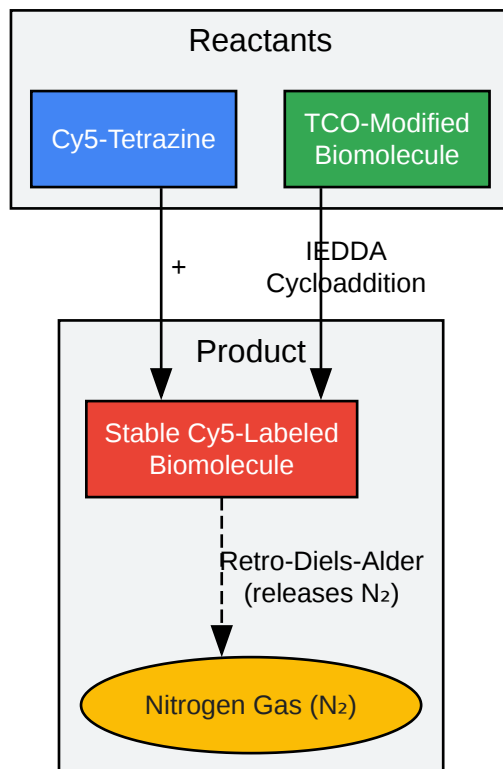 Reactants
Cy5-Tetrazine
TCO-Modified
Biomolecule
+
IEDDA
Cycloaddition
Product
Stable Cy5-Labeled
Biomolecule
Retro-Diels-Alder
(releases N₂)
Nitrogen Gas (N₂)